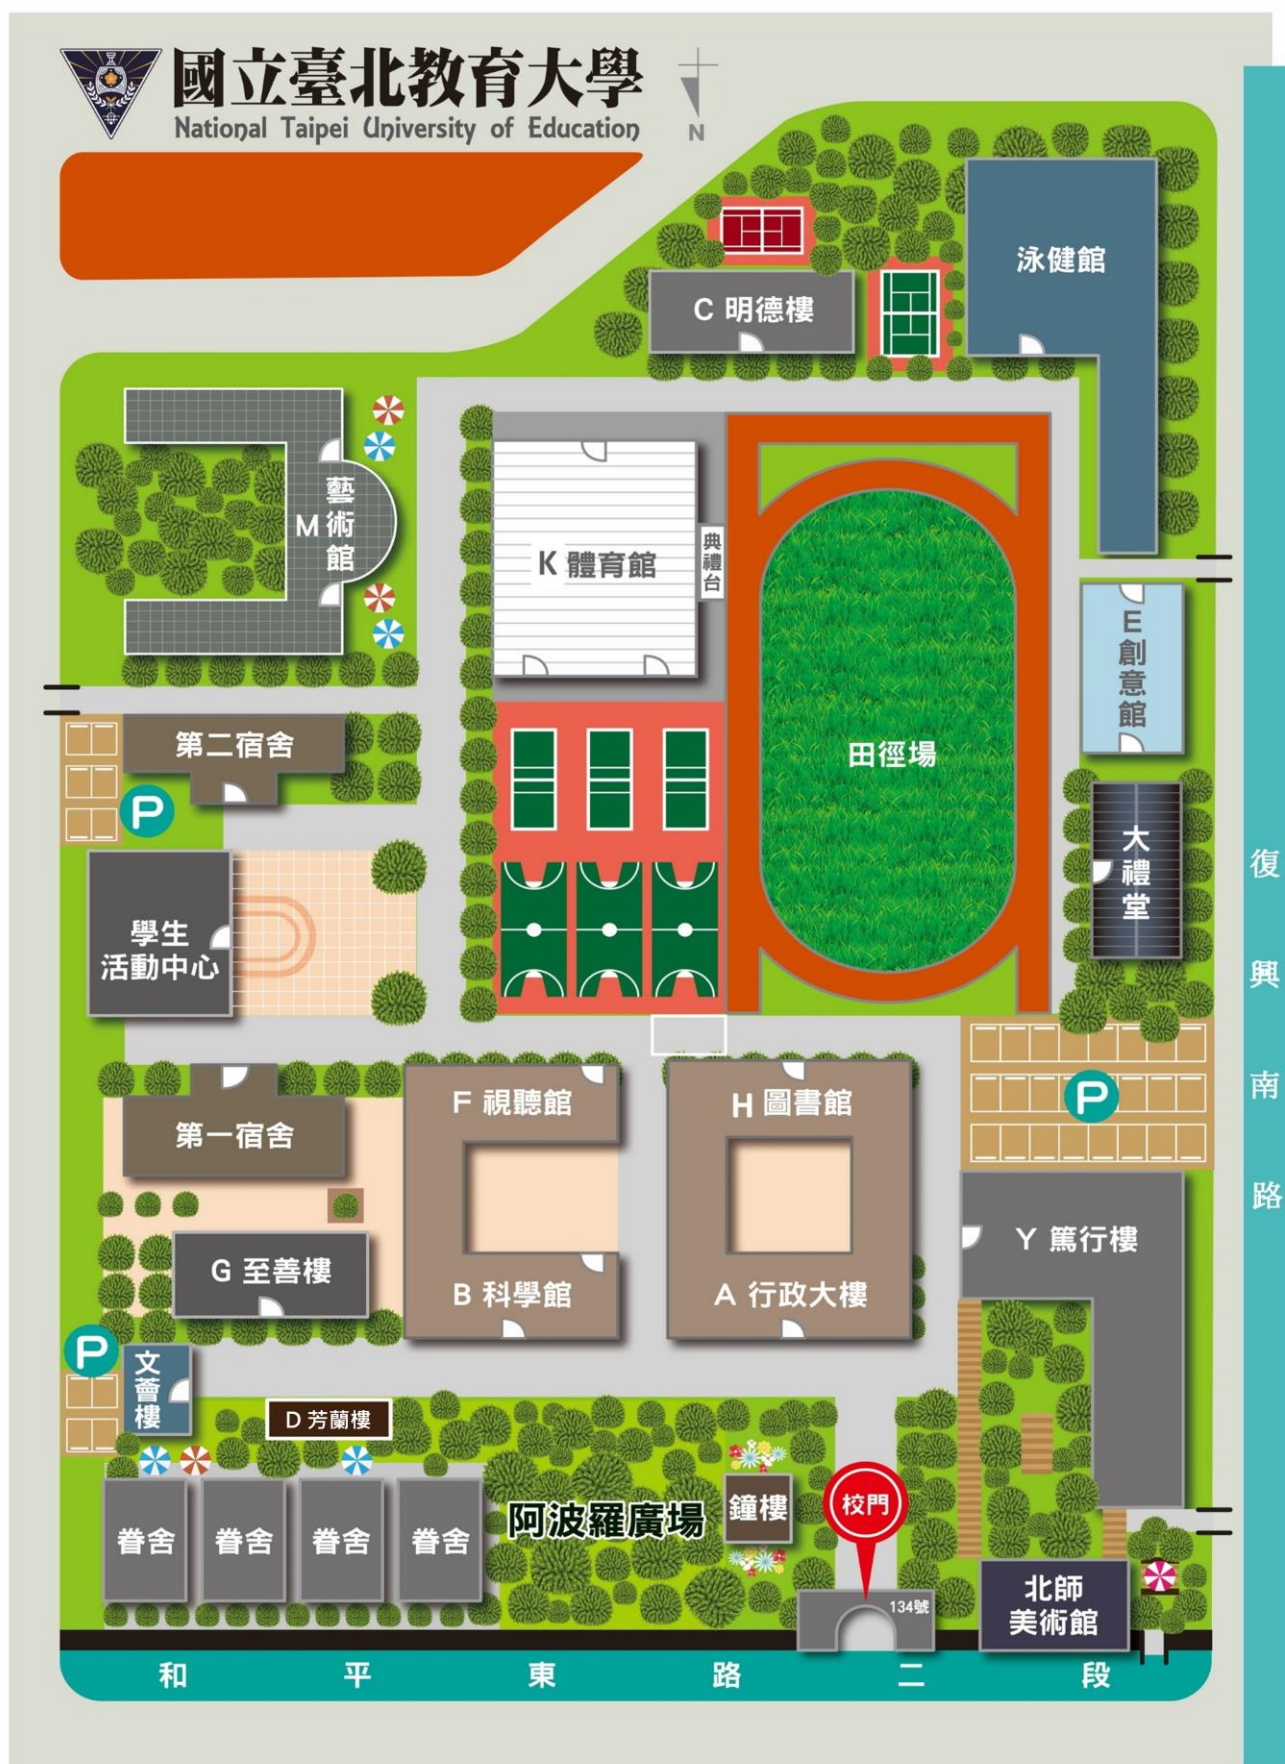 國立臺北教育大學
National Taipei University of Education
N
泳健館
C 明德樓
藝術館
M
K 體育館
典禮台
E 創意館
第二宿舍
田徑場
P
大禮堂
學生
活動中心
復興南路
F 視聽館
H 圖書館
P
第一宿舍
Y 篤行樓
G 至善樓
B 科學館
A 行政大樓
P
文薈樓
D 芳蘭樓
阿波羅廣場
鐘樓
校門
眷舍
眷舍
眷舍
眷舍
134號
北師
美術館
和平東路二段